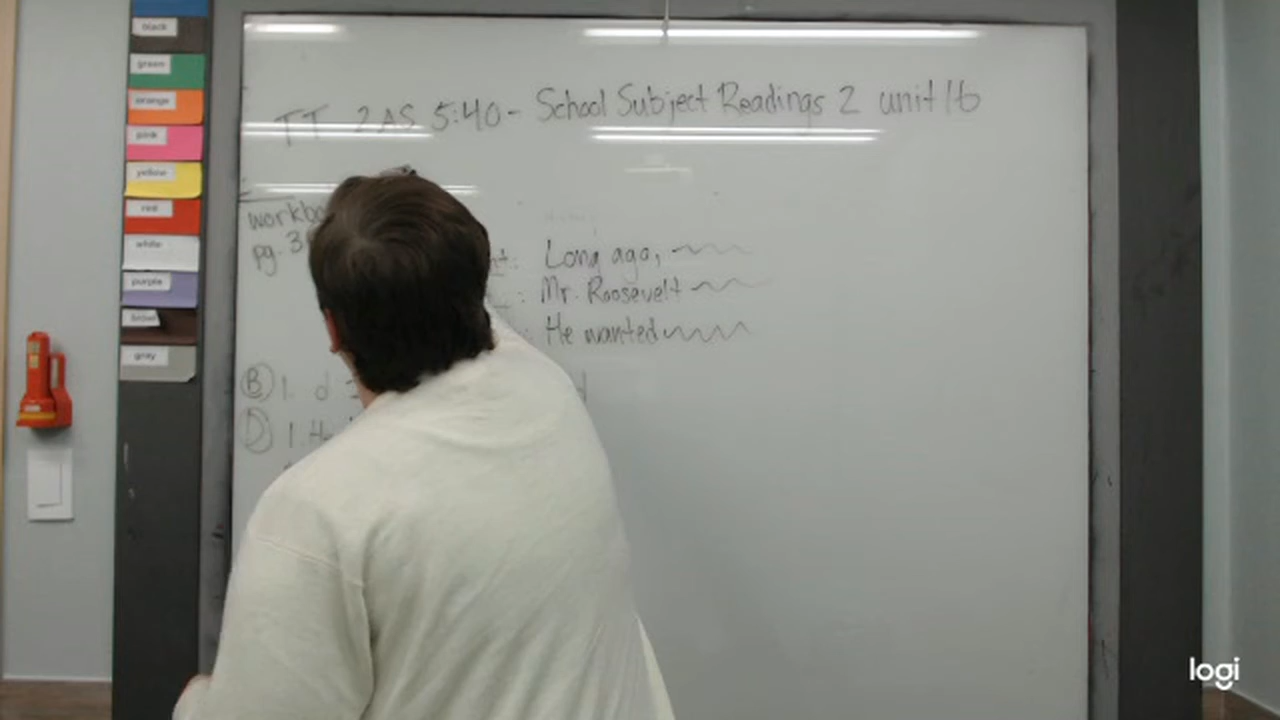 black
green
orange
pink
yellow
red
white
purple
brown
gray
TT 2AS 5:40- School Subject Readings 2 unit 16
pg. 3
Long ago,
: Mr. Roosevelt
: He wanted
B 1. d
D 1. He
logi